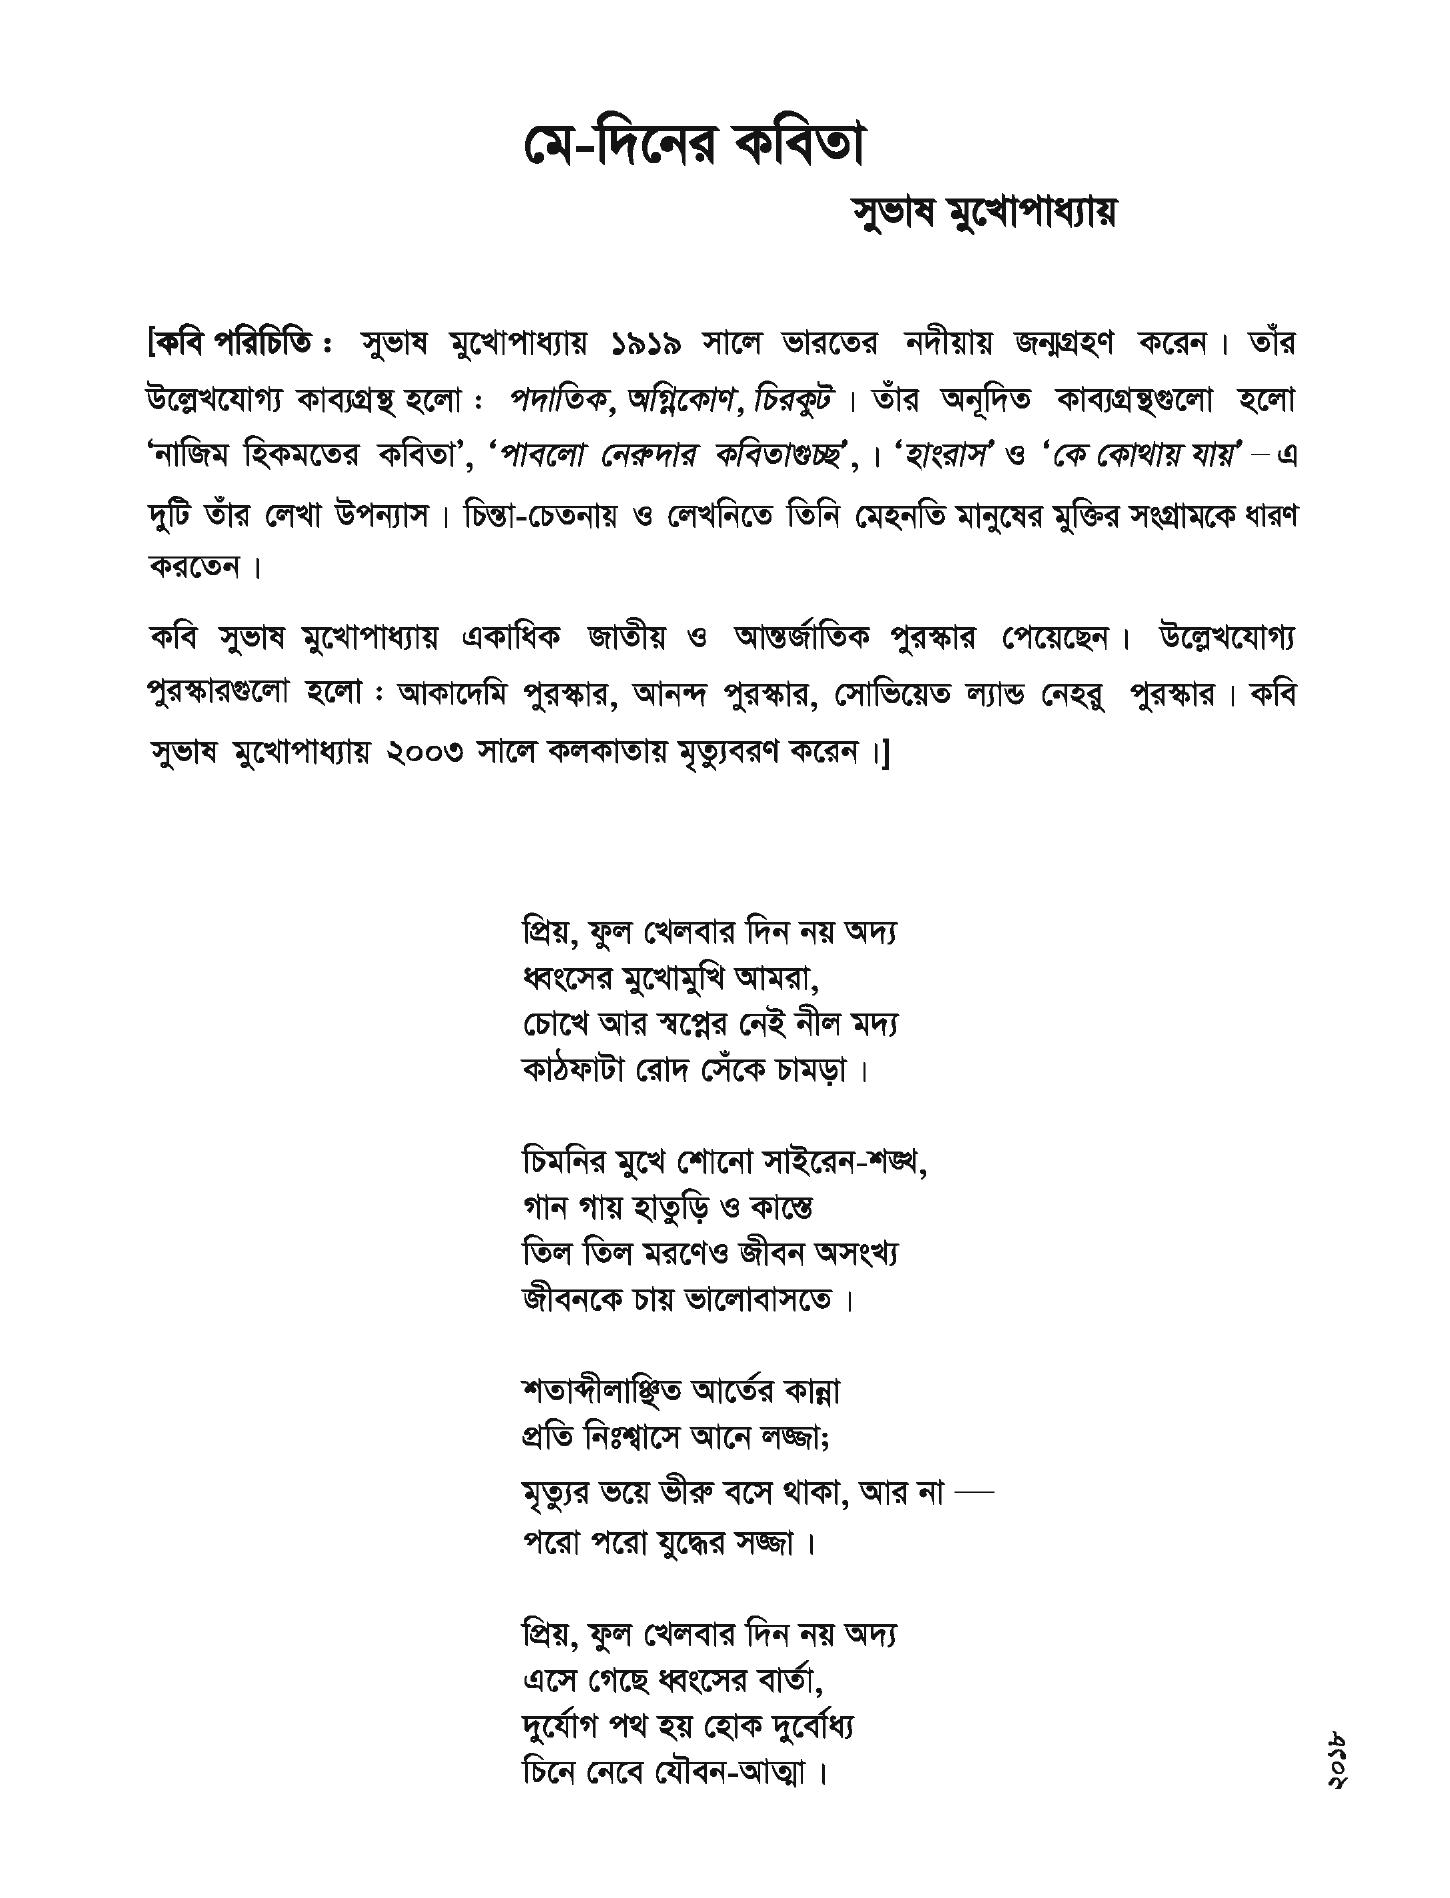 মে-দিনের কবিতা
সুভাষ মুখোপাধ্যায়
[কবি পরিচিতি : সুভাষ মুখোপাধ্যায় ১৯১৯ সালে ভারতের নদীয়ায় জন্মগ্রহণ করেন। তাঁর
উল্লেখযোগ্য কাব্যগ্রন্থ হলো : পদাতিক, অগ্নিকোণ, চিরকুট । তাঁর অনূদিত কাব্যগ্রন্থগুলো হলো
‘নাজিম হিকমতের কবিতা’, ‘পাবলো নেরুদার কবিতাগুচ্ছ’, । ‘হাংরাস’ ও ‘কে কোথায় যায়’ – এ
দুটি তাঁর লেখা উপন্যাস । চিন্তা-চেতনায় ও লেখনিতে তিনি মেহনতি মানুষের মুক্তির সংগ্রামকে ধারণ
করতেন ।
কবি সুভাষ মুখোপাধ্যায় একাধিক জাতীয় ও আন্তর্জাতিক পুরস্কার পেয়েছেন। উল্লেখযোগ্য
পুরস্কারগুলো হলো : আকাদেমি পুরস্কার, আনন্দ পুরস্কার, সোভিয়েত ল্যান্ড নেহরু পুরস্কার । কবি
সুভাষ মুখোপাধ্যায় ২০০৩ সালে কলকাতায় মৃত্যুবরণ করেন ।]
প্রিয়, ফুল খেলবার দিন নয় অদ্য
ধ্বংসের মুখোমুখি আমরা,
চোখে আর স্বপ্নের নেই নীল মদ্য
কাঠফাটা রোদ সেঁকে চামড়া ।
চিমনির মুখে শোনো সাইরেন-শঙ্খ,
গান গায় হাতুড়ি ও কাস্তে
তিল তিল মরণেও জীবন অসংখ্য
জীবনকে চায় ভালোবাসতে ।
শতাব্দীলাঞ্ছিত আর্তের কান্না
প্রতি নিঃশ্বাসে আনে লজ্জা;
মৃত্যুর ভয়ে ভীরু বসে থাকা, আর না —
পরো পরো যুদ্ধের সজ্জা ।
প্রিয়, ফুল খেলবার দিন নয় অদ্য
এসে গেছে ধ্বংসের বার্তা,
দুর্যোগ পথ হয় হোক দুর্বোধ্য
চিনে নেবে যৌবন-আত্মা ।
২০১৮